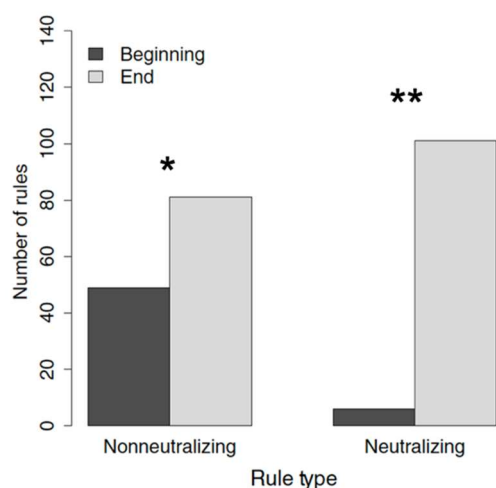 140
120
100
80
60
40
20
0
Number of rules
Beginning
End
*
**
Nonneutralizing Neutralizing
Rule type